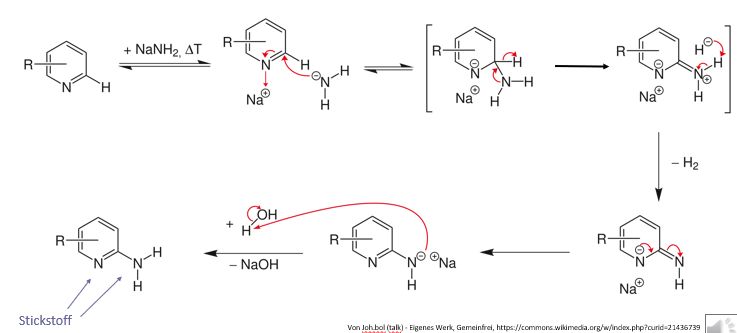 + NaNH2, ΔT
R
N
H
R
N
H
Na⊕
⊖
N
H
H
R
⊖
N
H
N
H
H
Na⊕
R
⊖
N
H⊖
H
N⊕
H
Na⊕
– H2
R
⊖
N
N
H
Na⊕
R
N
N⊖
H
⊕Na
+
H
OH
– NaOH
R
N
N
H
H
Stickstoff
Von Joh.bol (talk) - Eigenes Werk, Gemeinfrei, https://commons.wikimedia.org/w/index.php?curid=21436739